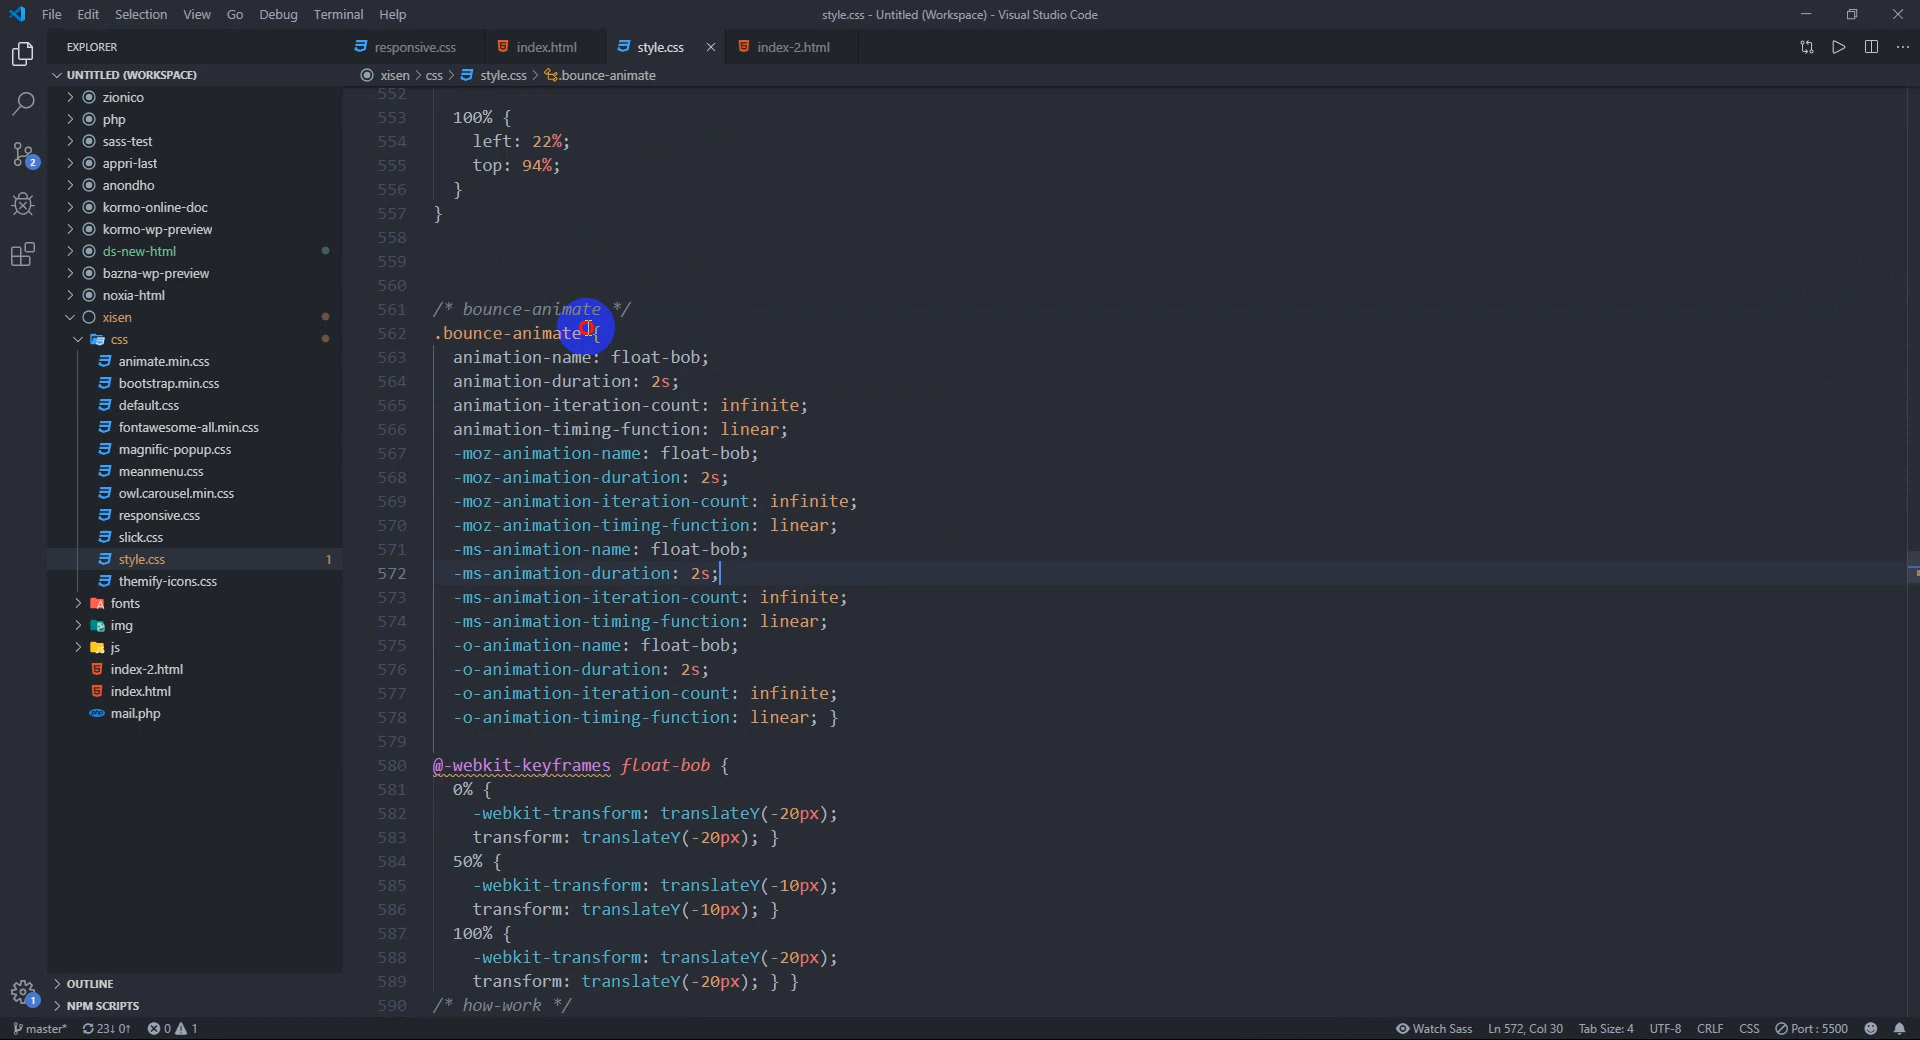 File Edit Selection View Go Debug Terminal Help
style.css - Untitled (Workspace) - Visual Studio Code
EXPLORER
responsive.css
index.html
style.css
index-2.html
UNTITLED (WORKSPACE)
xisen > css > style.css > .bounce-animate
zionico
php
sass-test
appri-last
anondho
kormo-online-doc
kormo-wp-preview
ds-new-html
bazna-wp-preview
noxia-html
xisen
css
animate.min.css
bootstrap.min.css
default.css
fontawesome-all.min.css
magnific-popup.css
meanmenu.css
owl.carousel.min.css
responsive.css
slick.css
style.css 1
themify-icons.css
fonts
img
js
index-2.html
index.html
mail.php
OUTLINE
NPM SCRIPTS
552
553 100% {
554 left: 22%;
555 top: 94%;
556 }
557 }
558
559
560
561 /* bounce-animate */
562 .bounce-animate {
563 animation-name: float-bob;
564 animation-duration: 2s;
565 animation-iteration-count: infinite;
566 animation-timing-function: linear;
567 -moz-animation-name: float-bob;
568 -moz-animation-duration: 2s;
569 -moz-animation-iteration-count: infinite;
570 -moz-animation-timing-function: linear;
571 -ms-animation-name: float-bob;
572 -ms-animation-duration: 2s;
573 -ms-animation-iteration-count: infinite;
574 -ms-animation-timing-function: linear;
575 -o-animation-name: float-bob;
576 -o-animation-duration: 2s;
577 -o-animation-iteration-count: infinite;
578 -o-animation-timing-function: linear; }
579
580 @-webkit-keyframes float-bob {
581 0% {
582 -webkit-transform: translateY(-20px);
583 transform: translateY(-20px); }
584 50% {
585 -webkit-transform: translateY(-10px);
586 transform: translateY(-10px); }
587 100% {
588 -webkit-transform: translateY(-20px);
589 transform: translateY(-20px); } }
590 /* how-work */
2
1
master* 23↓ 0↑ 0 1
Watch Sass Ln 572, Col 30 Tab Size: 4 UTF-8 CRLF CSS Port : 5500